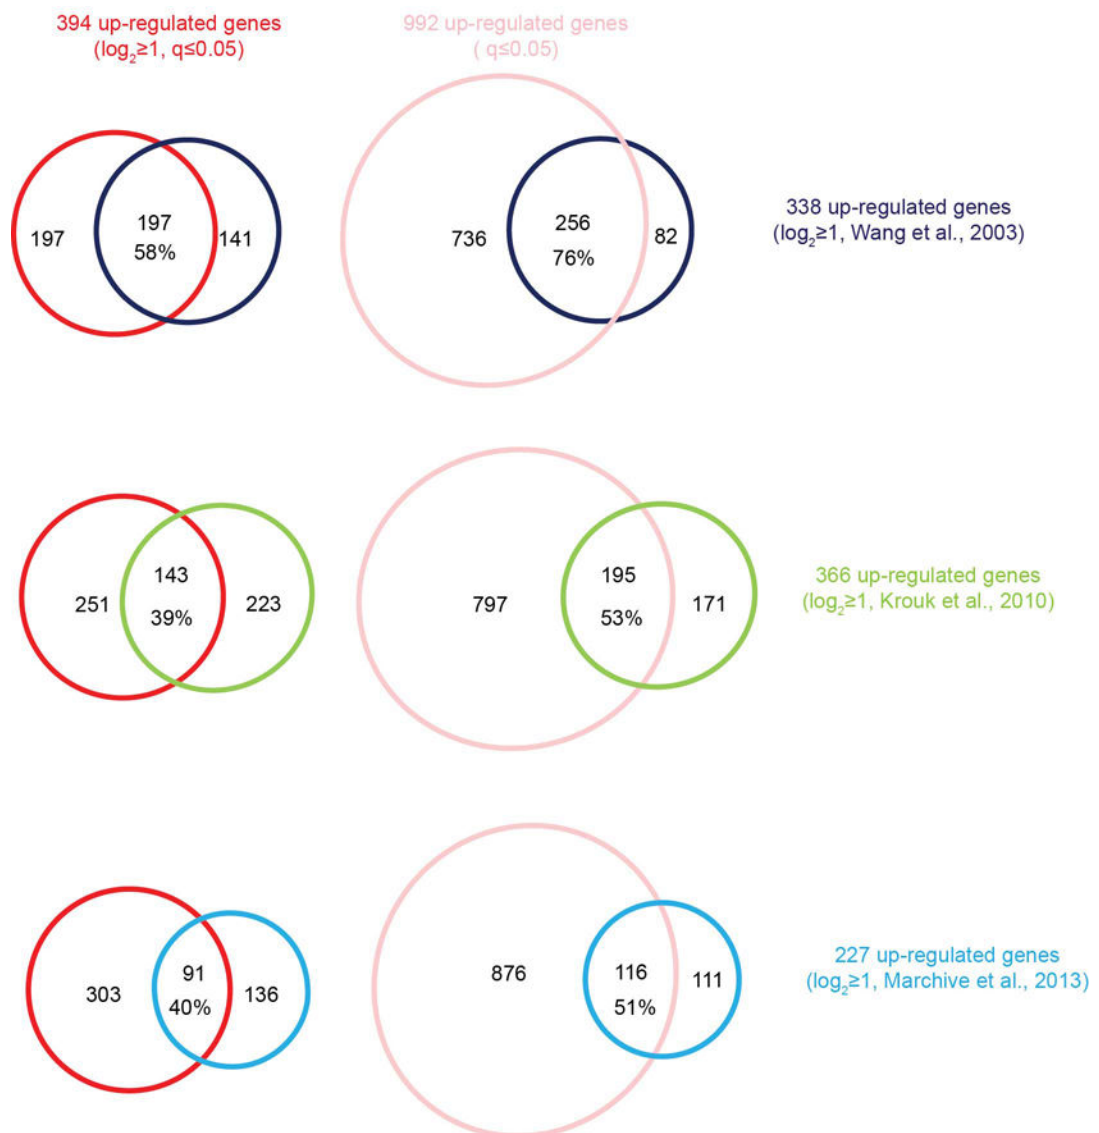 394 up-regulated genes
(log₂≥1, q≤0.05)
992 up-regulated genes
( q≤0.05)
197
197
58%
141
736
256
76%
82
338 up-regulated genes
(log₂≥1, Wang et al., 2003)
251
143
39%
223
797
195
53%
171
366 up-regulated genes
(log₂≥1, Krouk et al., 2010)
303
91
40%
136
876
116
51%
111
227 up-regulated genes
(log₂≥1, Marchive et al., 2013)